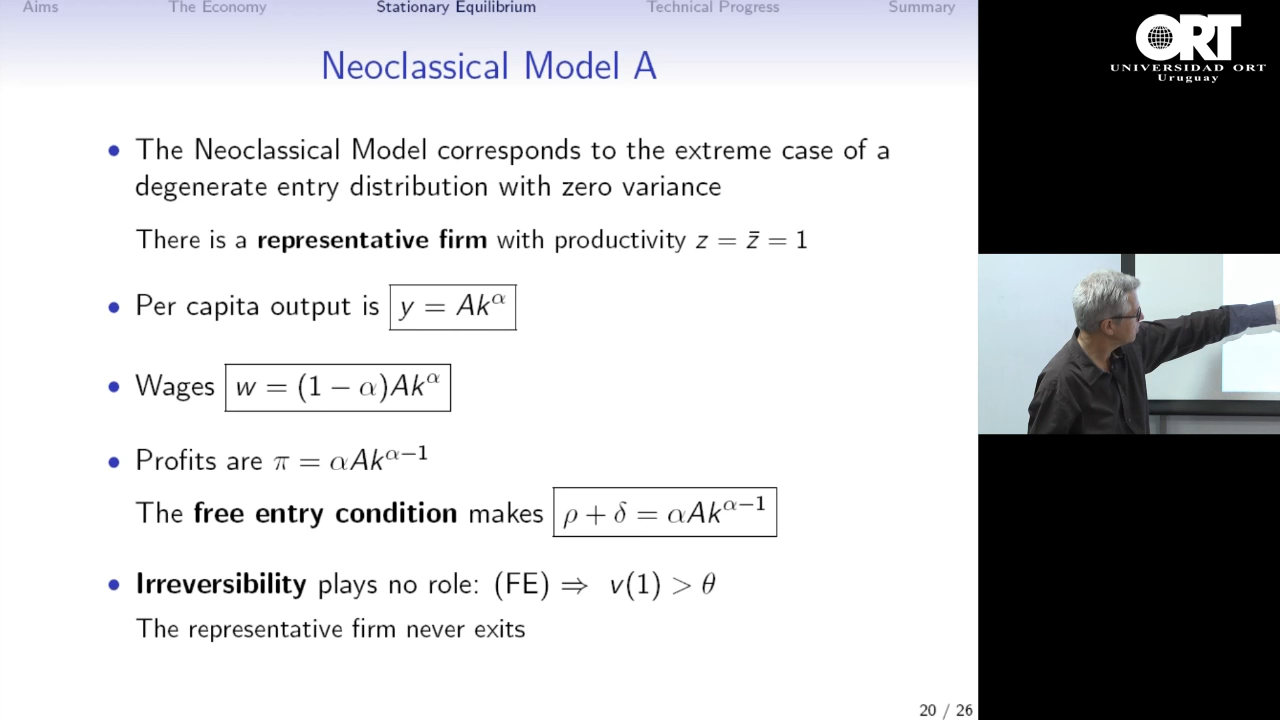 Aims The Economy Stationary Equilibrium Technical Progress Summary
Neoclassical Model A
• The Neoclassical Model corresponds to the extreme case of a
degenerate entry distribution with zero variance
There is a representative firm with productivity z = z̄ = 1
• Per capita output is y = Ak^α
• Wages w = (1 − α)Ak^α
• Profits are π = αAk^{α−1}
The free entry condition makes ρ + δ = αAk^{α−1}
• Irreversibility plays no role: (FE) ⇒ v(1) > θ
The representative firm never exits
20 / 26
ORT
UNIVERSIDAD ORT
Uruguay